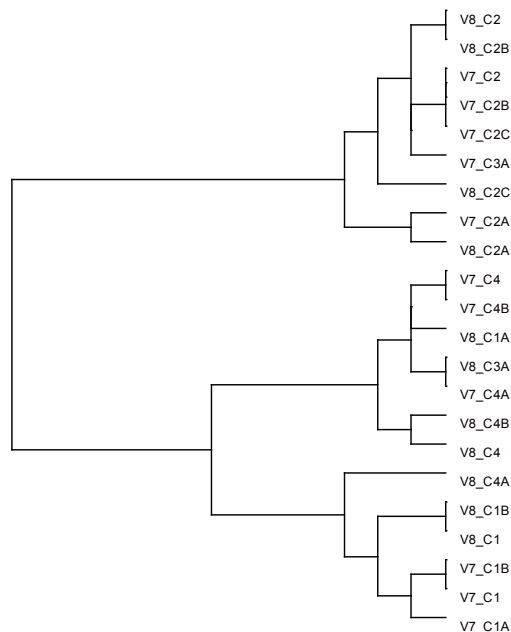 V8_C2
V8_C2B
V7_C2
V7_C2B
V7_C2C
V7_C3A
V8_C2C
V7_C2A
V8_C2A
V7_C4
V7_C4B
V8_C1A
V8_C3A
V7_C4A
V8_C4B
V8_C4
V8_C4A
V8_C1B
V8_C1
V7_C1B
V7_C1
V7_C1A